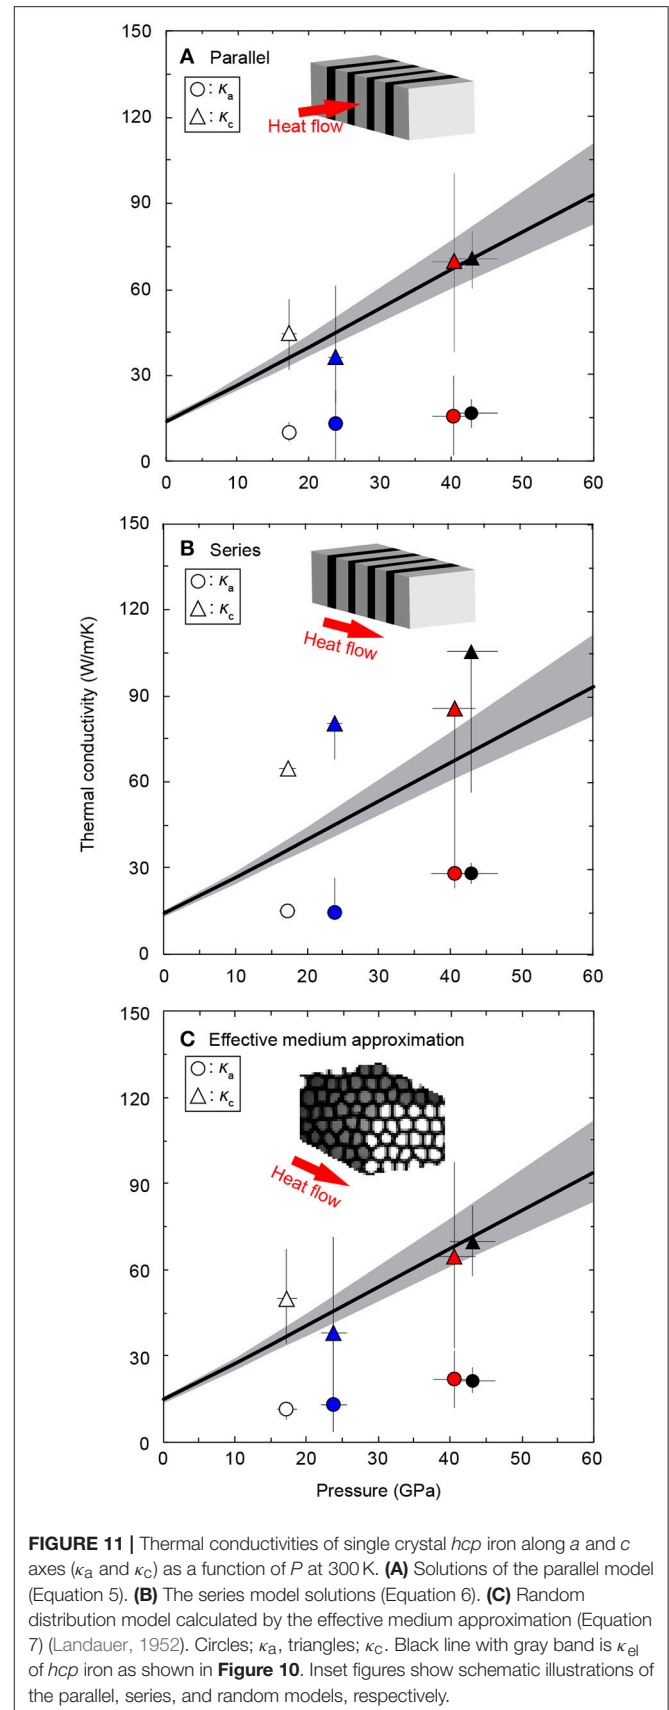 150
A Parallel
○: κa
△: κc
Heat flow
120
90
60
30
0
0 10 20 30 40 50 60
150
B Series
○: κa
△: κc
Heat flow
120
90
60
30
0
0 10 20 30 40 50 60
Thermal conductivity (W/m/K)
150
C Effective medium approximation
○: κa
△: κc
Heat flow
120
90
60
30
0
0 10 20 30 40 50 60
Pressure (GPa)
FIGURE 11 | Thermal conductivities of single crystal hcp iron along a and c
axes (κa and κc) as a function of P at 300 K. (A) Solutions of the parallel model
(Equation 5). (B) The series model solutions (Equation 6). (C) Random
distribution model calculated by the effective medium approximation (Equation
7) (Landauer, 1952). Circles; κa, triangles; κc. Black line with gray band is κel
of hcp iron as shown in Figure 10. Inset figures show schematic illustrations of
the parallel, series, and random models, respectively.